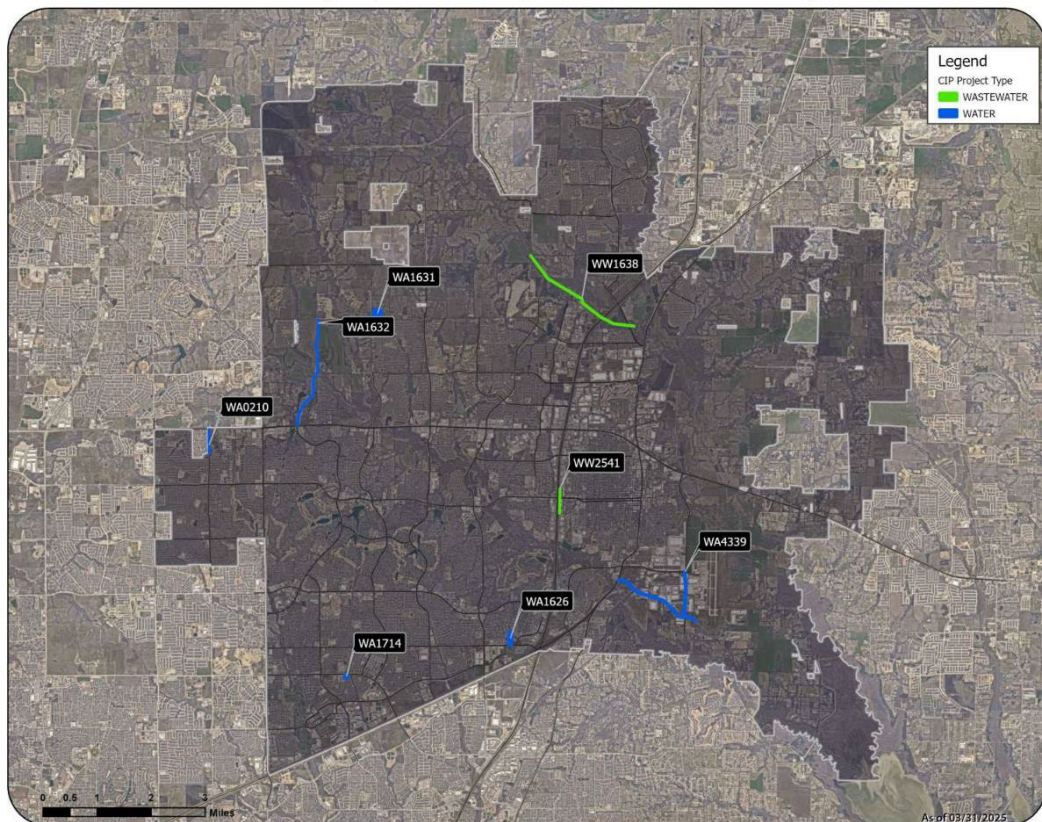 Legend
CIP Project Type
WASTEWATER
WATER
WW1638
WA1631
WA1632
WA0210
WW2541
WA4339
WA1626
WA1714
0 0.5 1 2 3
Miles
As of 03/31/2025